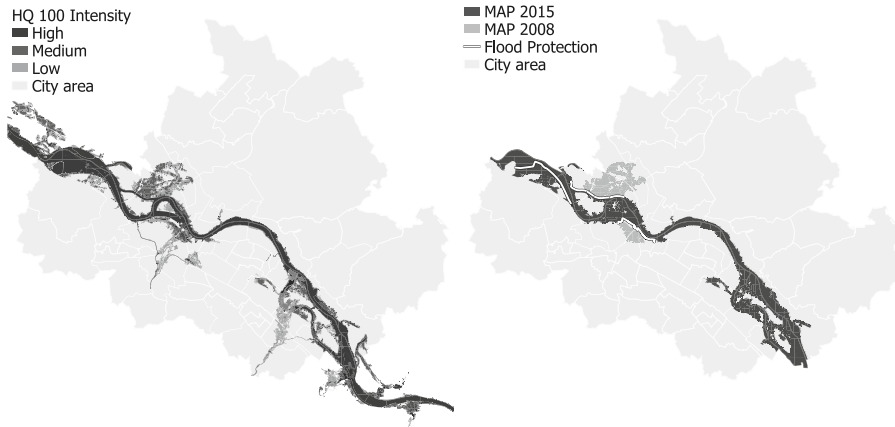 HQ 100 Intensity
High
Medium
Low
City area
MAP 2015
MAP 2008
Flood Protection
City area